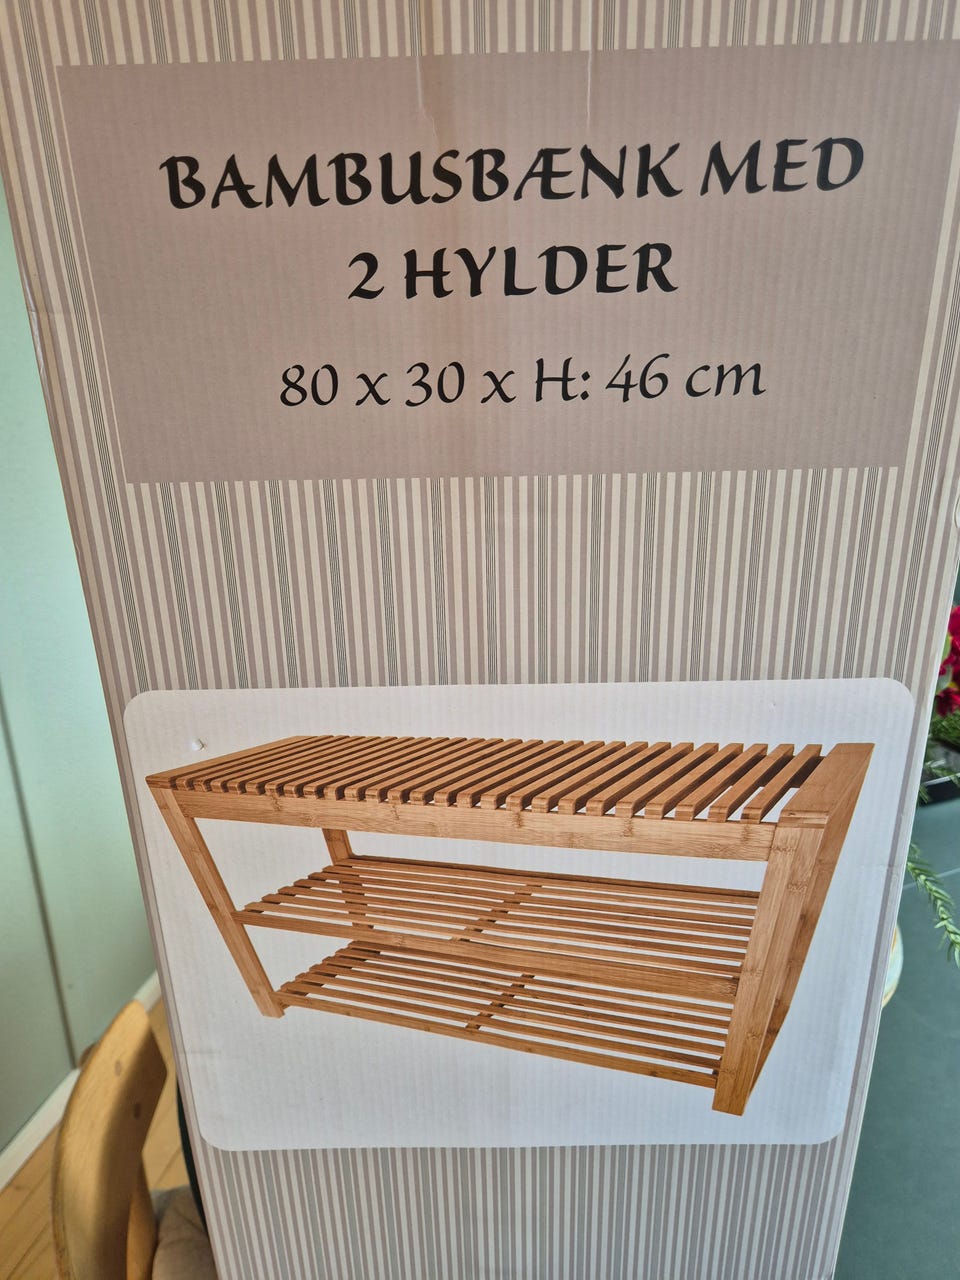 BAMBUSBÆNK MED
2 HYLDER
80 x 30 x H: 46 cm